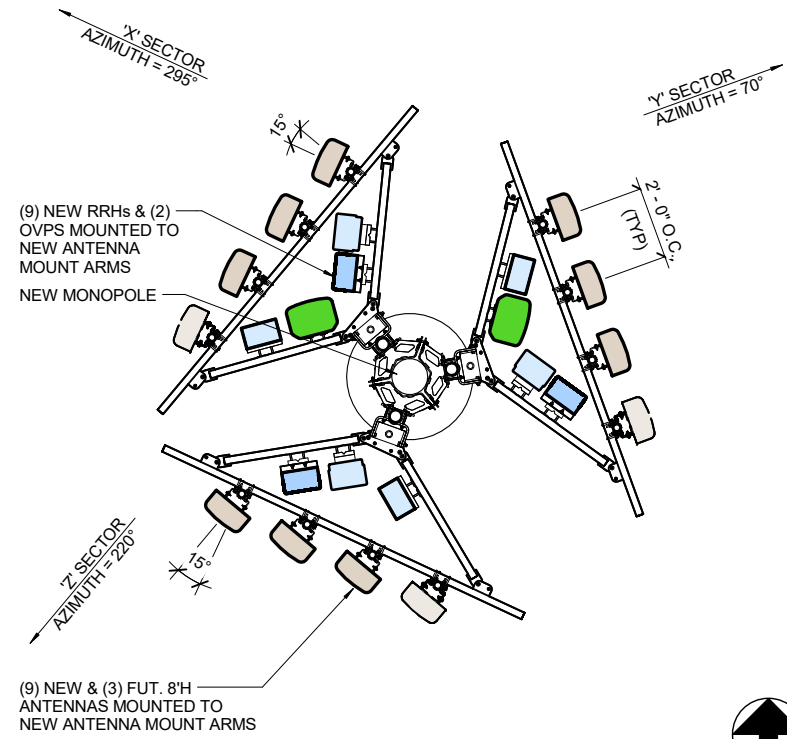 'X' SECTOR
AZIMUTH = 295°
'Y' SECTOR
AZIMUTH = 70°
15°
2' - 0" O.C.,
(TYP)
(9) NEW RRHs & (2)
OVPS MOUNTED TO
NEW ANTENNA
MOUNT ARMS
NEW MONOPOLE
'Z' SECTOR
AZIMUTH = 220°
15°
(9) NEW & (3) FUT. 8'H
ANTENNAS MOUNTED TO
NEW ANTENNA MOUNT ARMS